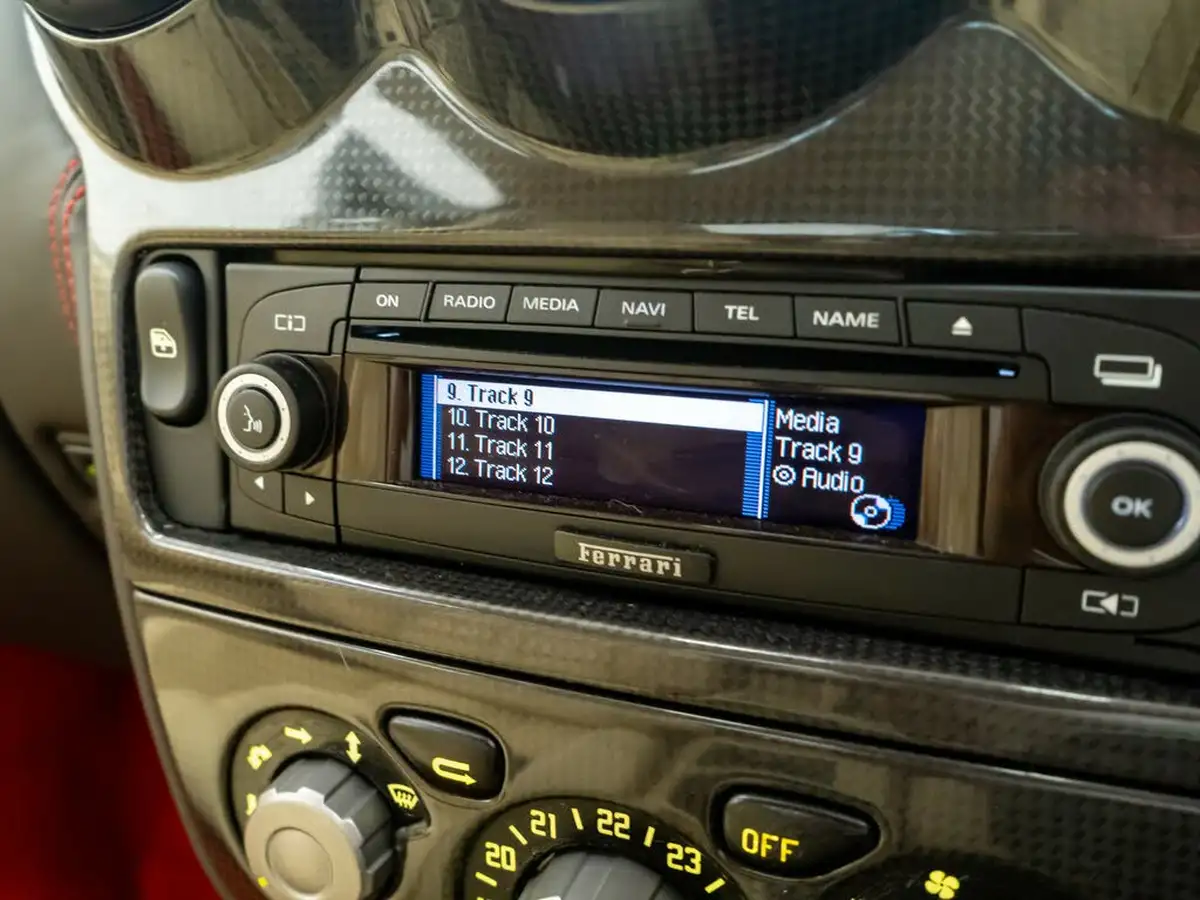 ON RADIO MEDIA NAVI TEL NAME
9. Track 9
10. Track 10
11. Track 11
12. Track 12
Media
Track 9
Audio
OK
Ferrari
20 21 22 23
OFF